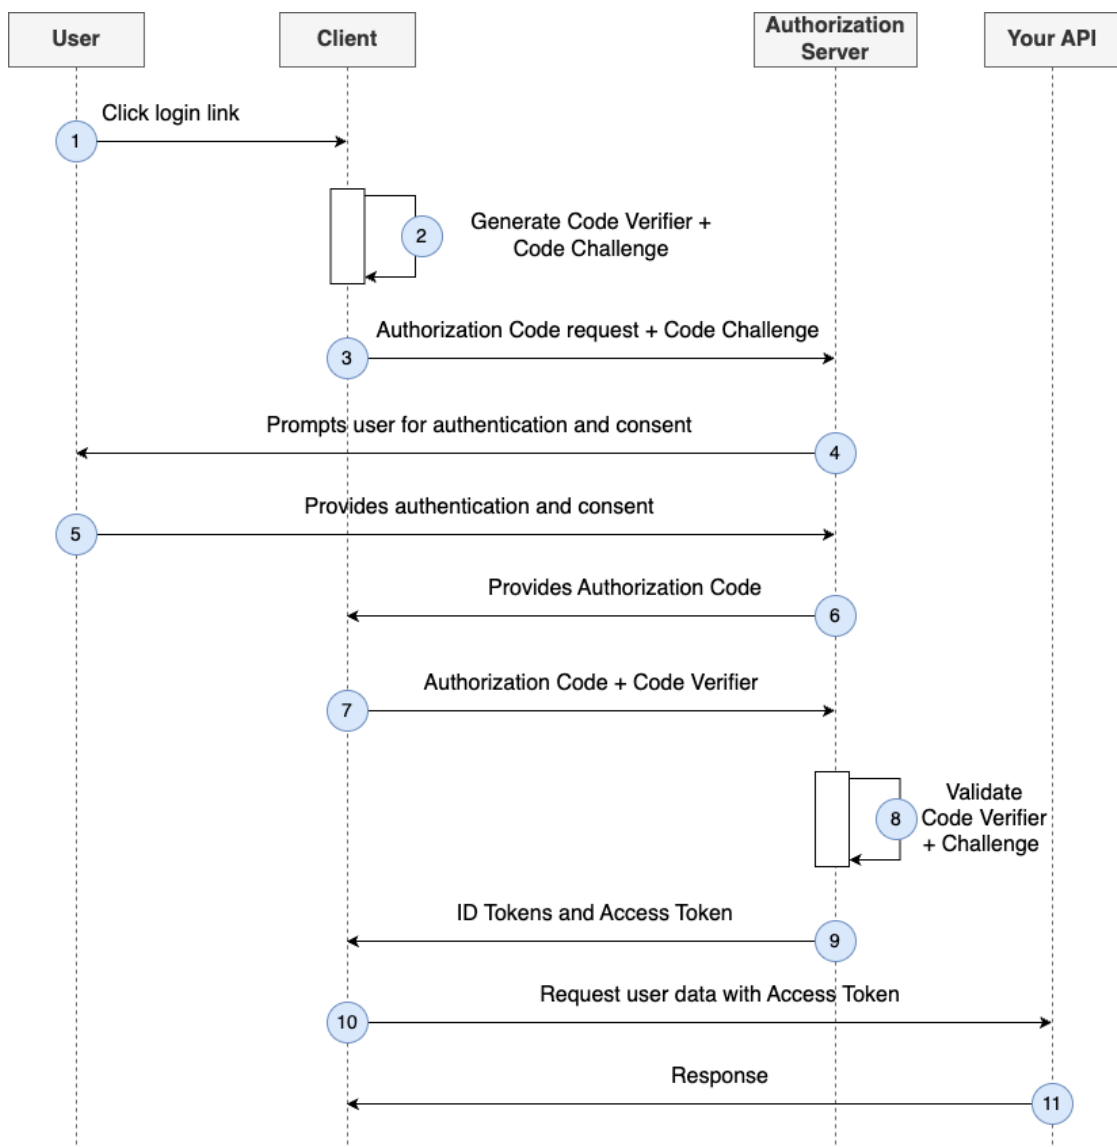 User
Client
Authorization
Server
Your API
Click login link
1
2
Generate Code Verifier +
Code Challenge
Authorization Code request + Code Challenge
3
Prompts user for authentication and consent
4
Provides authentication and consent
5
Provides Authorization Code
6
Authorization Code + Code Verifier
7
Validate
8
Code Verifier
+ Challenge
ID Tokens and Access Token
9
Request user data with Access Token
10
Response
11